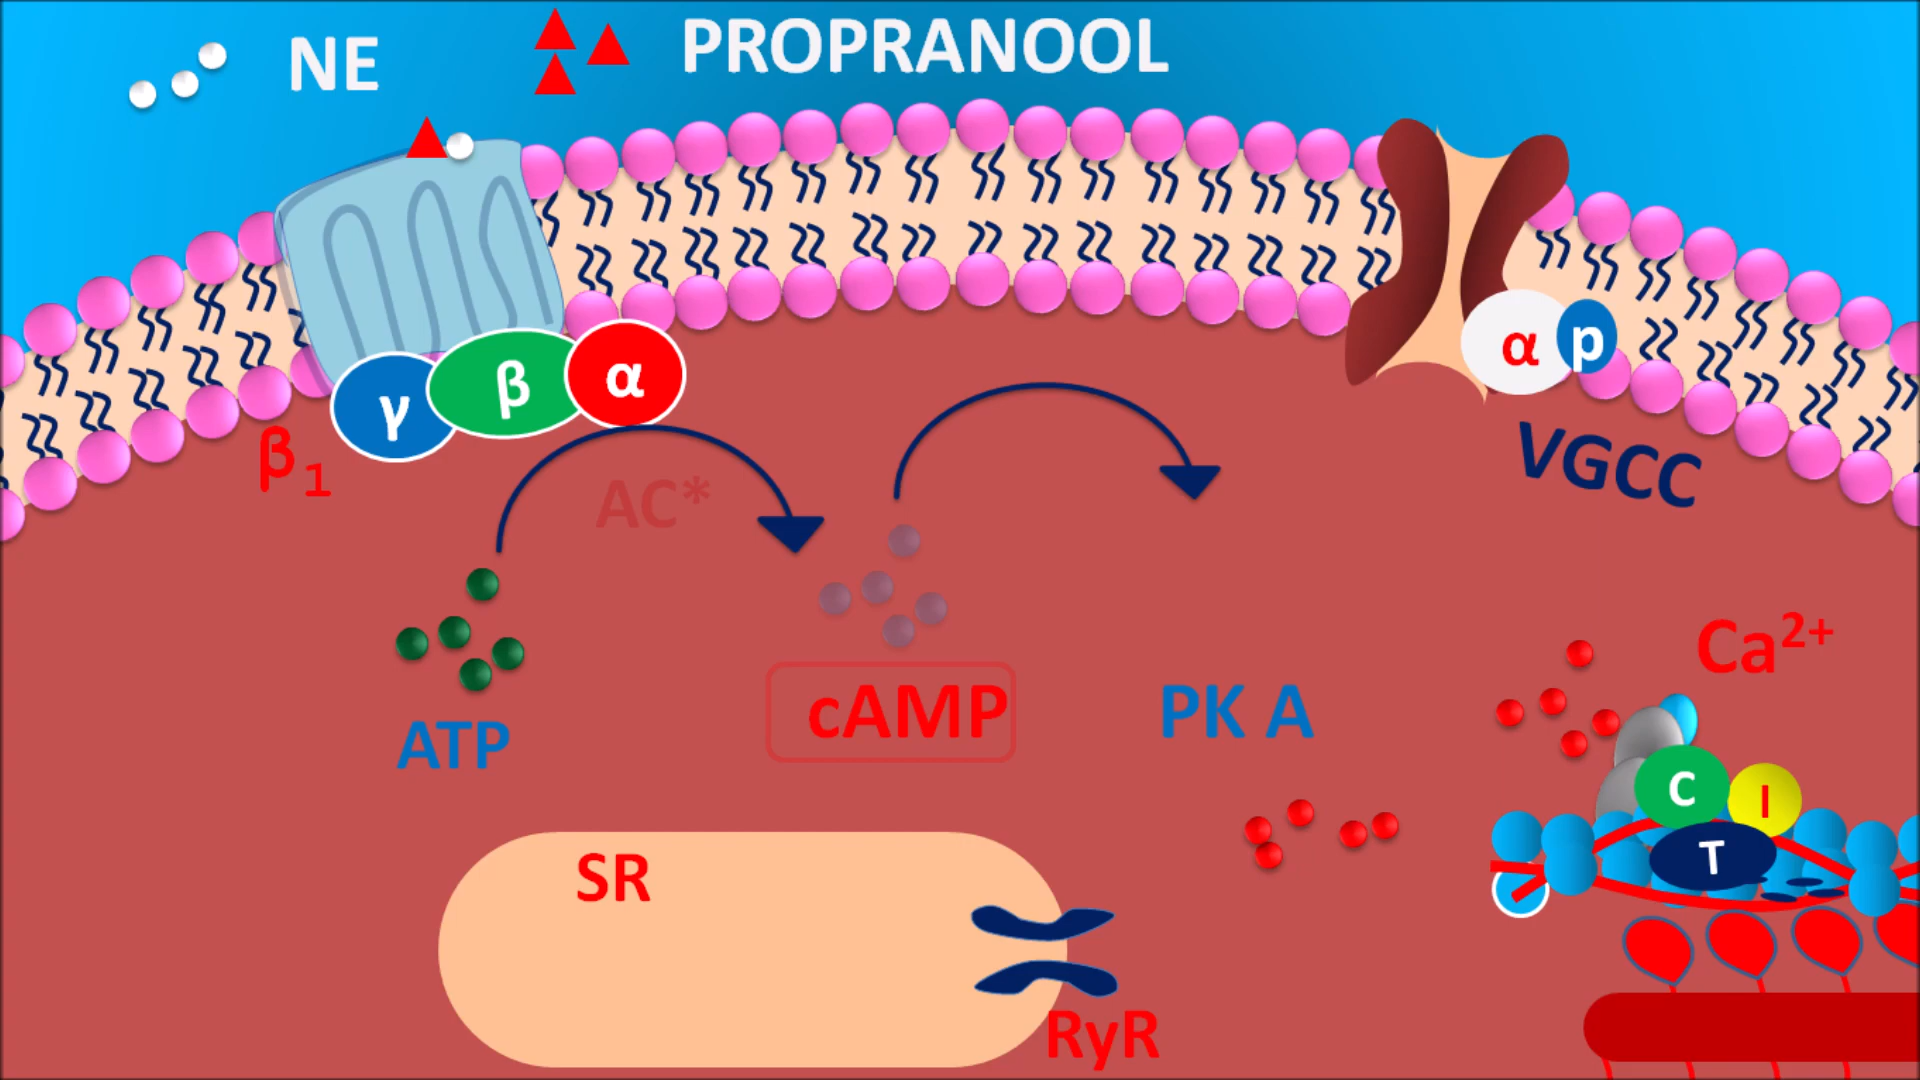 NE
PROPRANOOL
γ
β
α
β₁
α
p
VGCC
AC*
ATP
cAMP
PK A
Ca²⁺
C
I
T
SR
RyR